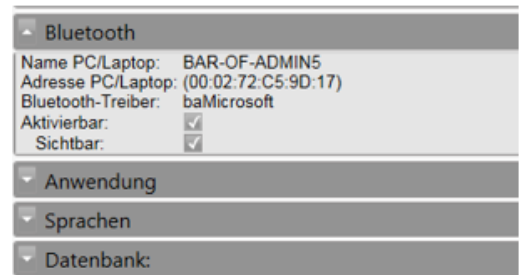 Bluetooth
Name PC/Laptop: BAR-OF-ADMIN5
Adresse PC/Laptop: (00:02:72:C5:9D:17)
Bluetooth-Treiber: baMicrosoft
Aktivierbar:
Sichtbar:
Anwendung
Sprachen
Datenbank: